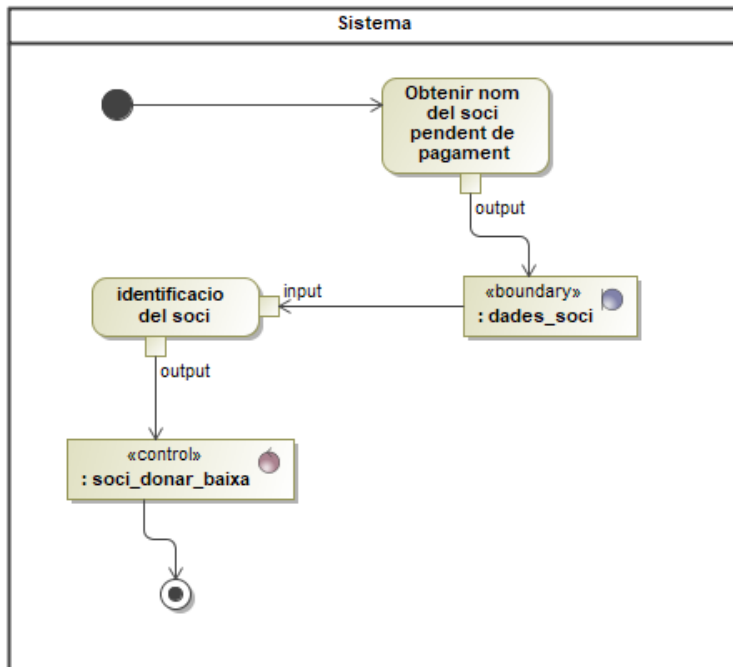 Sistema
Obtenir nom
del soci
pendent de
pagament
output
«boundary»
: dades_soci
input
identificacio
del soci
output
«control»
: soci_donar_baixa